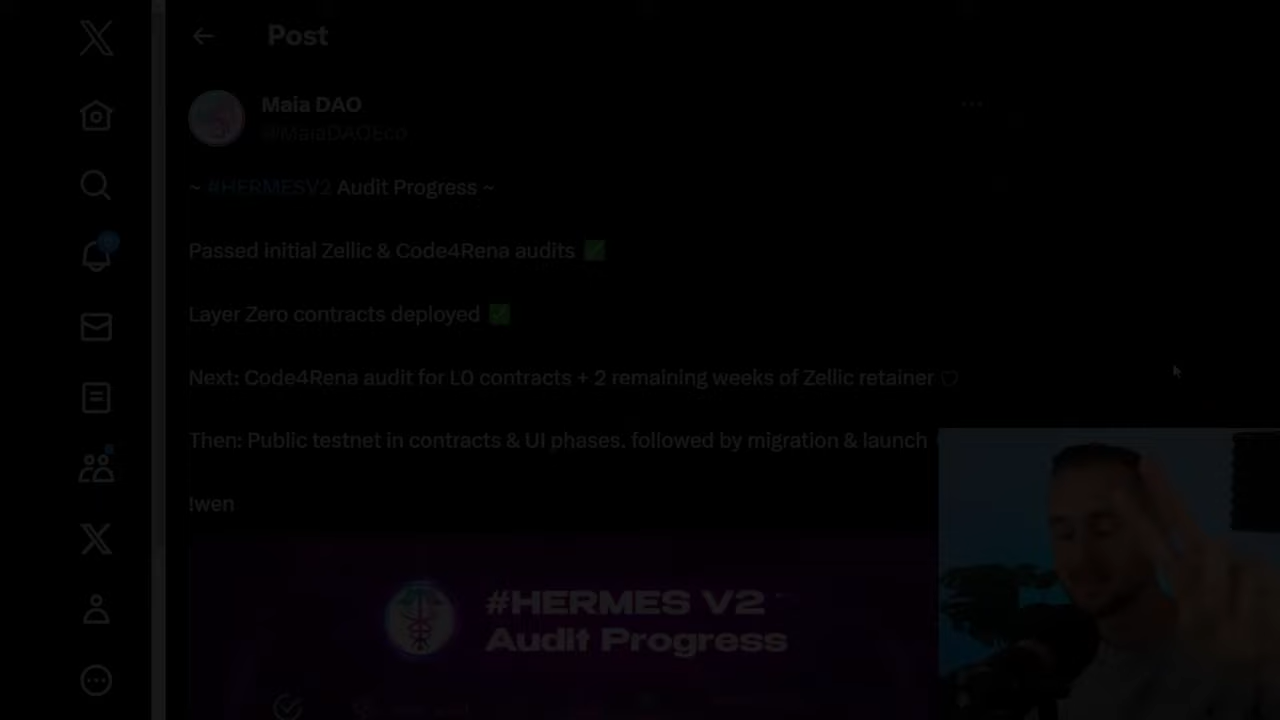 Post
Maia DAO
@MaiaDAOEco
~ #HERMESV2 Audit Progress ~
Passed initial Zellic & Code4Rena audits ✅
Layer Zero contracts deployed ✅
Next: Code4Rena audit for L0 contracts + 2 remaining weeks of Zellic retainer
Then: Public testnet in contracts & UI phases. followed by migration & launch
!wen
#HERMES V2
Audit Progress